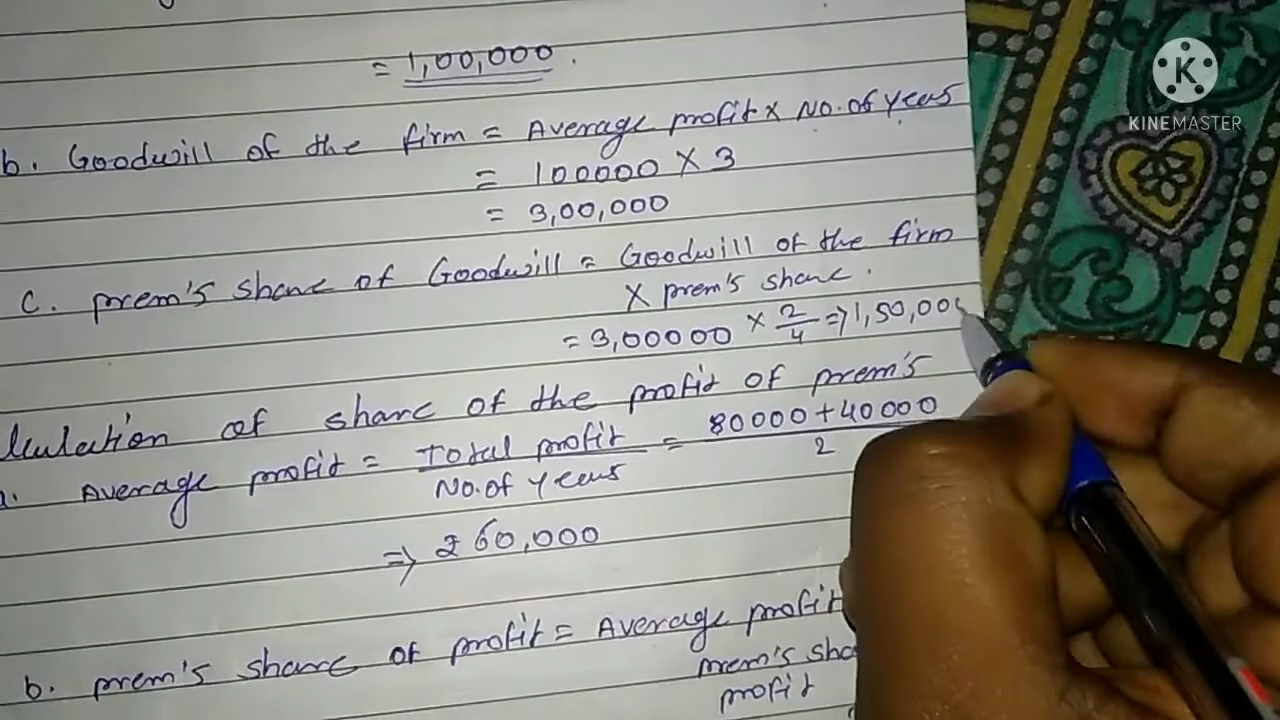 = 1,00,000.
K
KINEMASTER
b. Goodwill of the firm = Average profit x No. of years
= 100000 X 3
= 3,00,000
c. prem's share of Goodwill = Goodwill of the firm
X prem's share.
= 3,00000 x 2/4 => 1,50,000
lculation of share of the profit of prem's
a. Average profit = Total profit / No. of years = 80000 + 40000 / 2
=> ₹ 60,000
b. prem's share of profit = Average profit
prem's sha
profit